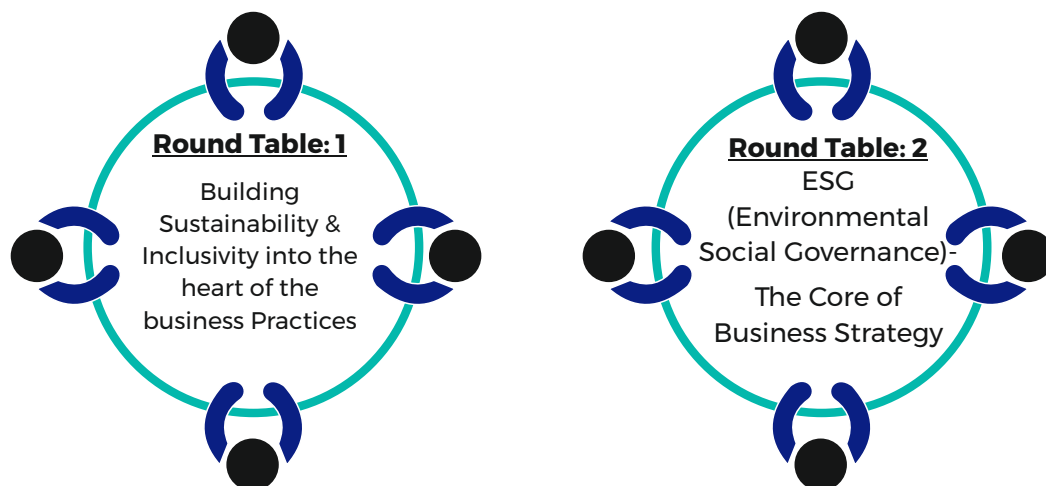 Round Table: 1
Building
Sustainability &
Inclusivity into the
heart of the
business Practices
Round Table: 2
ESG
(Environmental
Social Governance)-
The Core of
Business Strategy